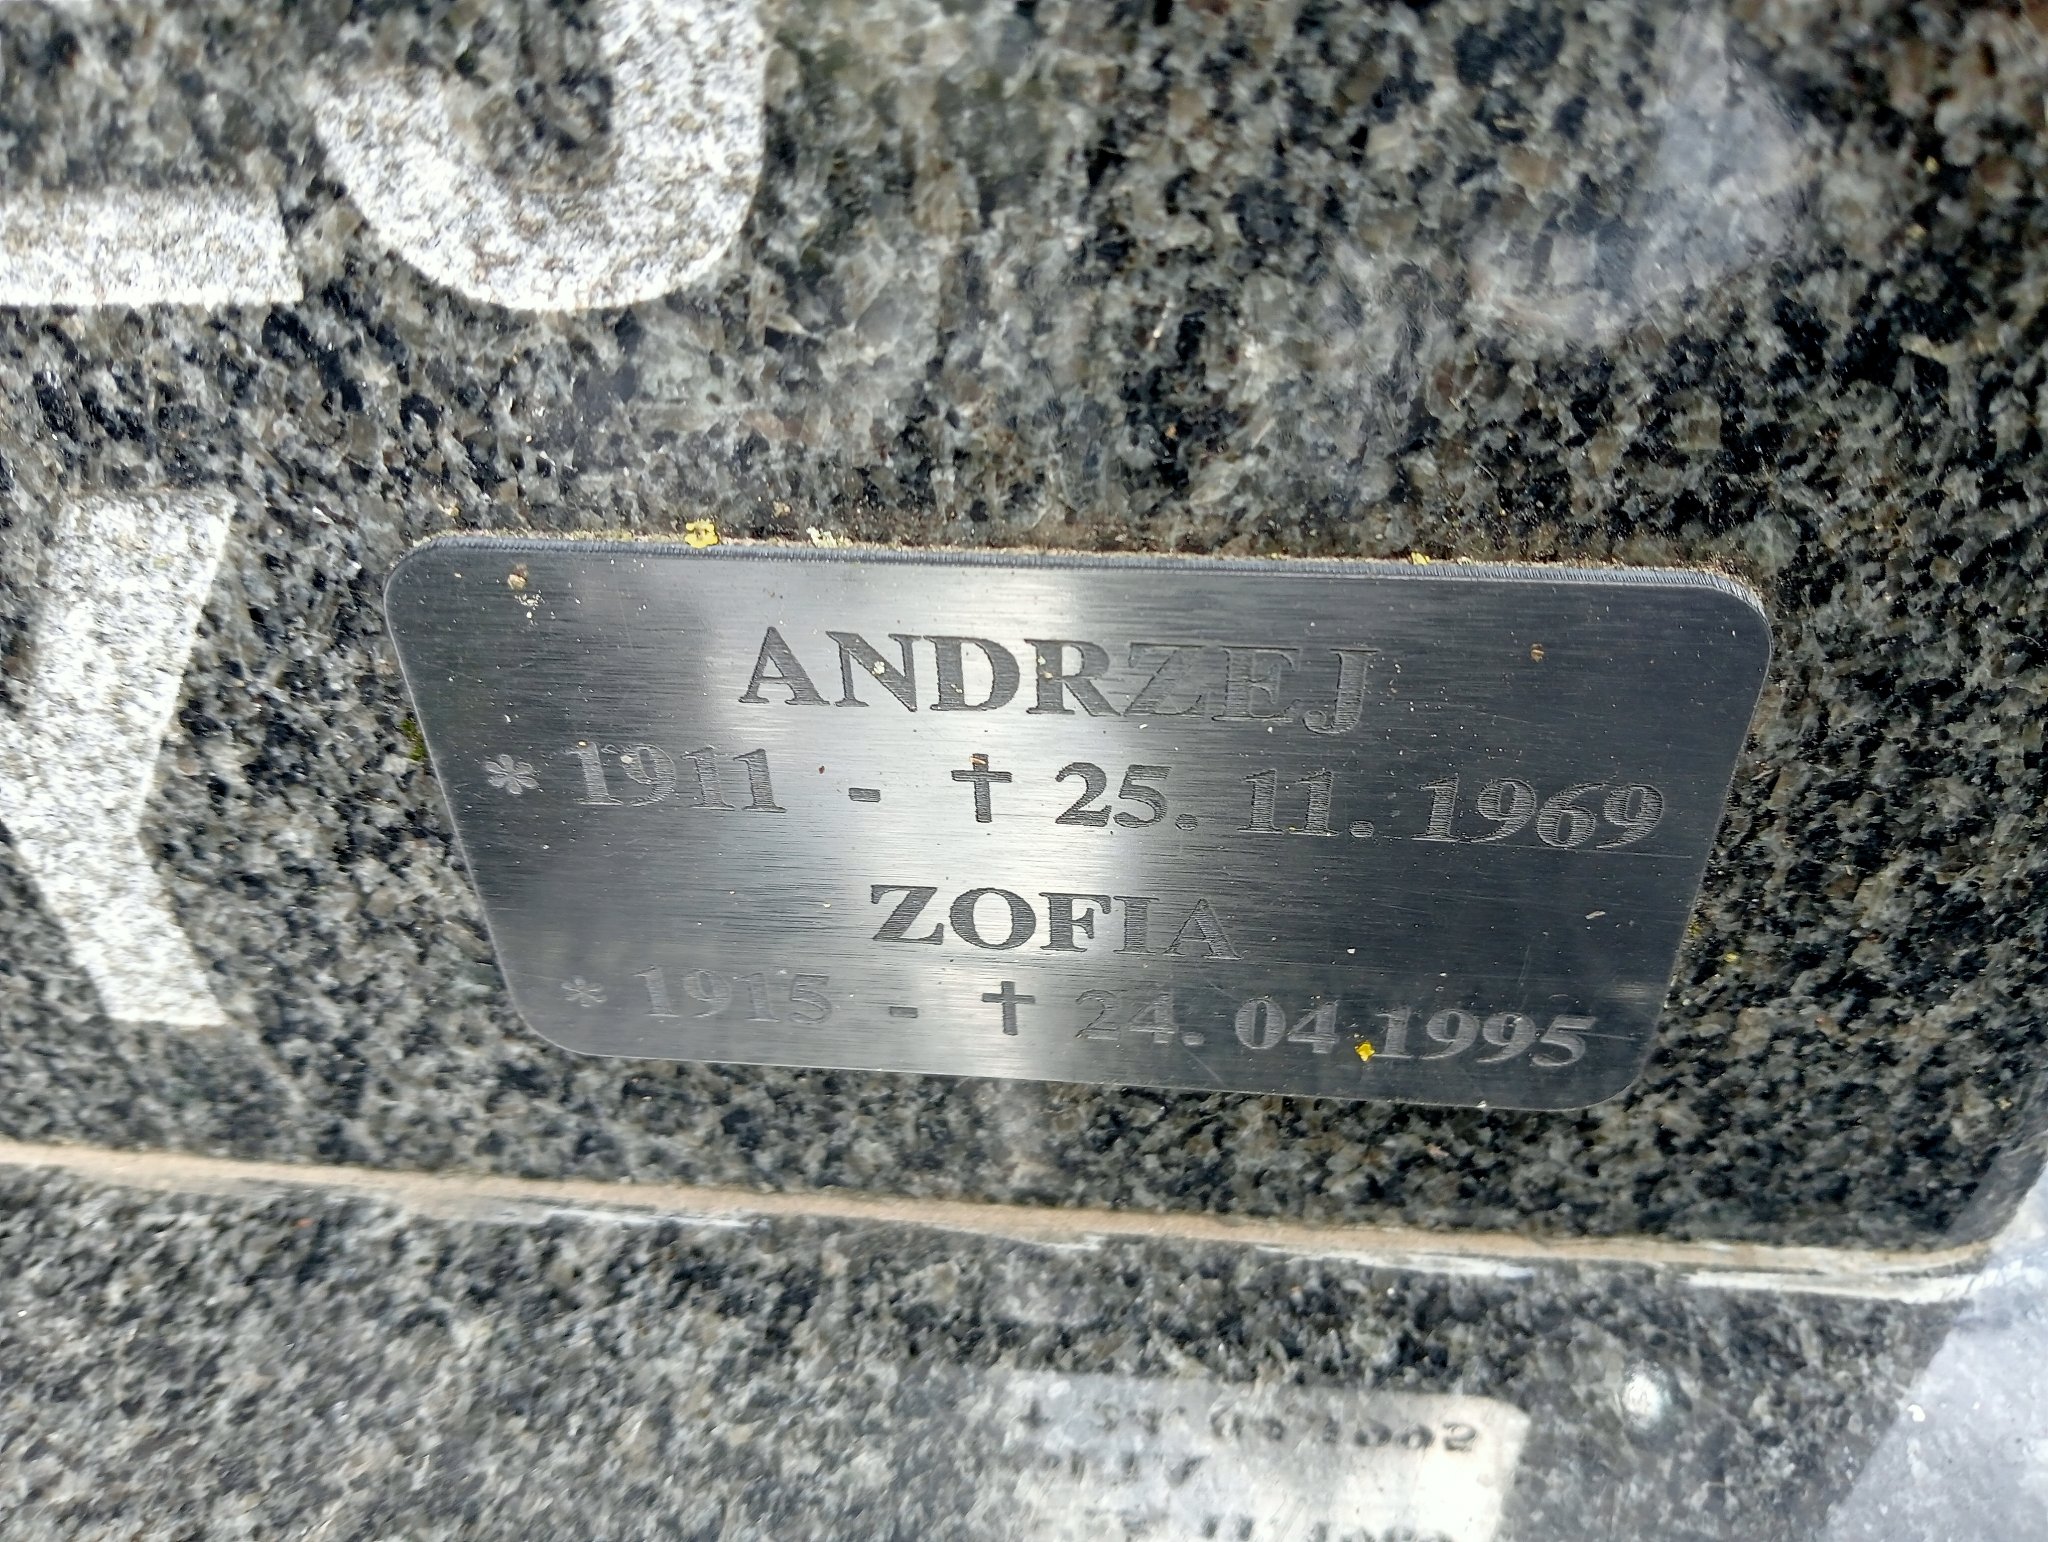 ANDRZEJ
* 1911 - † 25. 11. 1969
ZOFIA
* 1915 - † 24. 04 1995